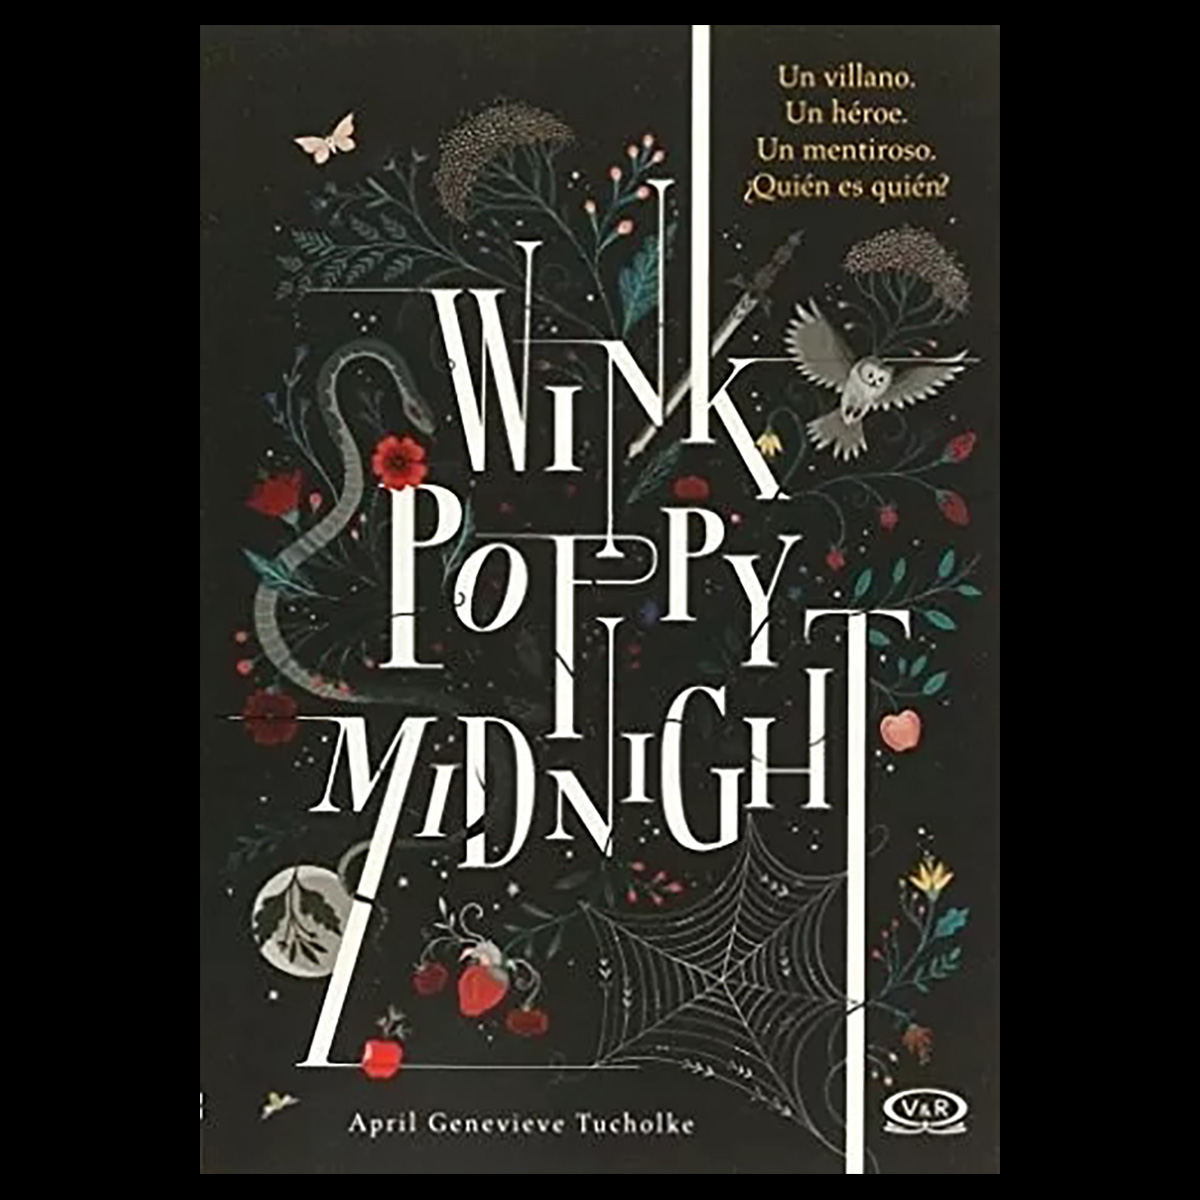 Un villano.
Un héroe.
Un mentiroso.
¿Quién es quién?
WiNK
PoPPY
MiDNiGHT
April Genevieve Tucholke
V&R